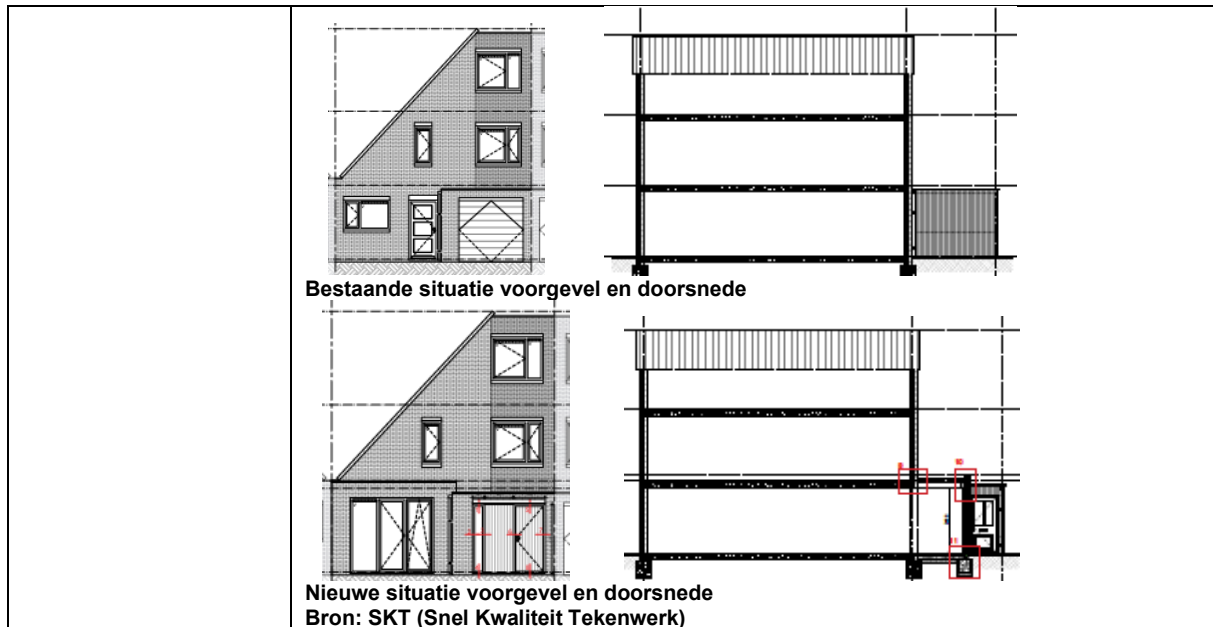 Bestaande situatie voorgevel en doorsnede
Nieuwe situatie voorgevel en doorsnede
Bron: SKT (Snel Kwaliteit Tekenwerk)